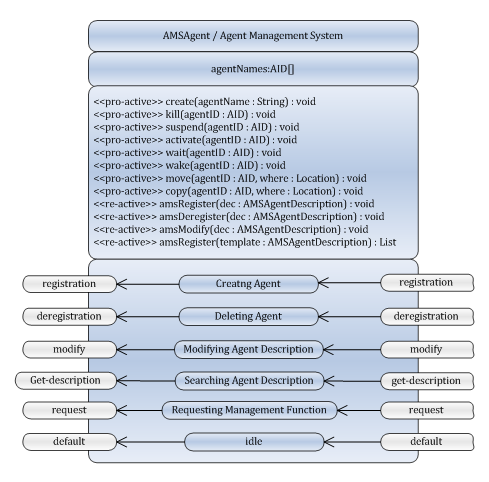 AMSAgent / Agent Management System
agentNames:AID[]
<<pro-active>> create(agentName : String) : void
<<pro-active>> kill(agentID : AID) : void
<<pro-active>> suspend(agentID : AID) : void
<<pro-active>> activate(agentID : AID) : void
<<pro-active>> wait(agentID : AID) : void
<<pro-active>> wake(agentID : AID) : void
<<pro-active>> move(agentID : AID, where : Location) : void
<<pro-active>> copy(agentID : AID, where : Location) : void
<<re-active>> amsRegister(dec : AMSAgentDescription) : void
<<re-active>> amsDeregister(dec : AMSAgentDescription) : void
<<re-active>> amsModify(dec : AMSAgentDescription) : void
<<re-active>> amsRegister(template : AMSAgentDescription) : List
registration Creatng Agent registration
deregistration Deleting Agent deregistration
modify Modifying Agent Description modify
Get-description Searching Agent Description get-description
request Requesting Management Function request
default idle default